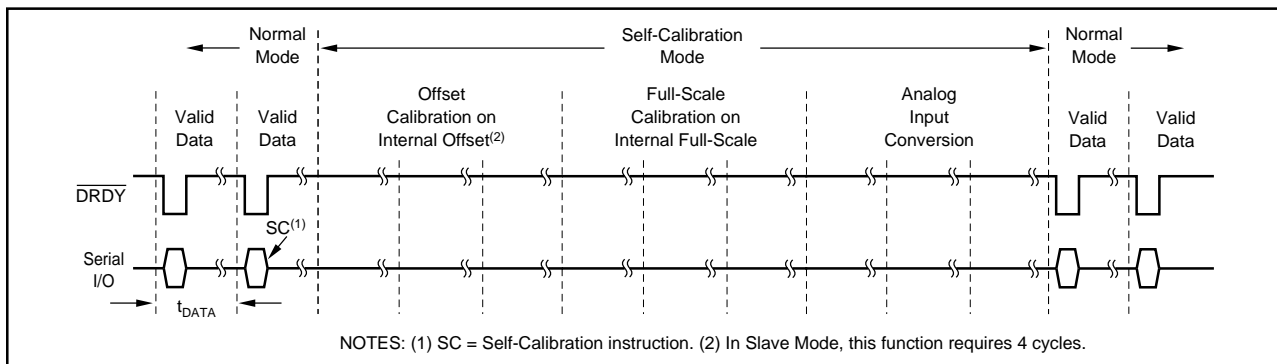 Normal
Mode
Self-Calibration
Mode
Normal
Mode
Valid
Data
Valid
Data
Offset
Calibration on
Internal Offset(2)
Full-Scale
Calibration on
Internal Full-Scale
Analog
Input
Conversion
Valid
Data
Valid
Data
DRDY
SC(1)
Serial
I/O
tDATA
NOTES: (1) SC = Self-Calibration instruction. (2) In Slave Mode, this function requires 4 cycles.